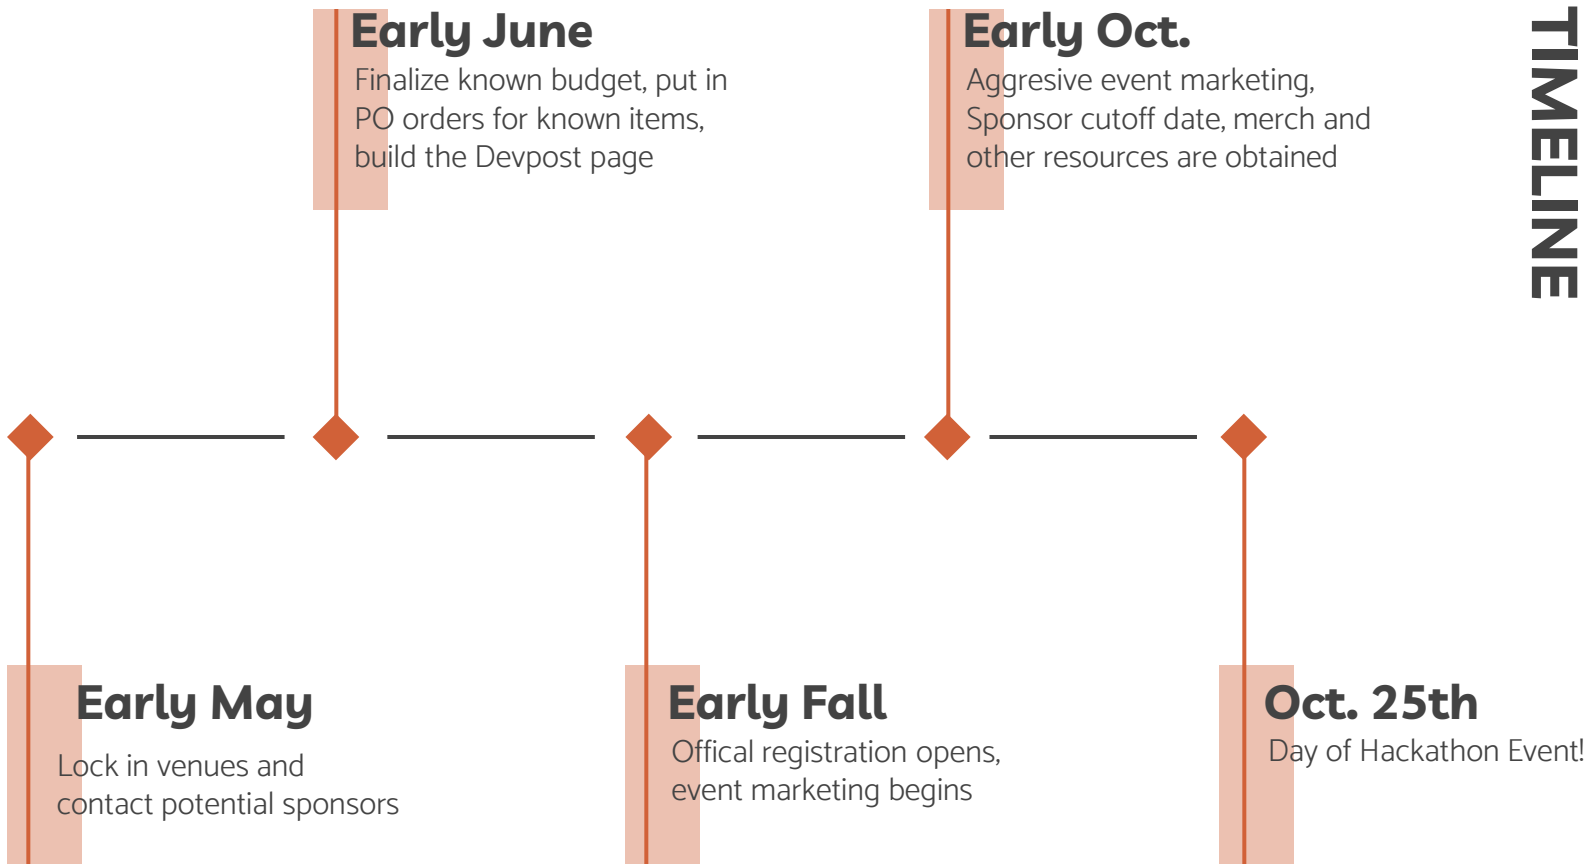 TIMELINE
Early May
Lock in venues and
contact potential sponsors
Early June
Finalize known budget, put in
PO orders for known items,
build the Devpost page
Early Fall
Offical registration opens,
event marketing begins
Early Oct.
Aggresive event marketing,
Sponsor cutoff date, merch and
other resources are obtained
Oct. 25th
Day of Hackathon Event!